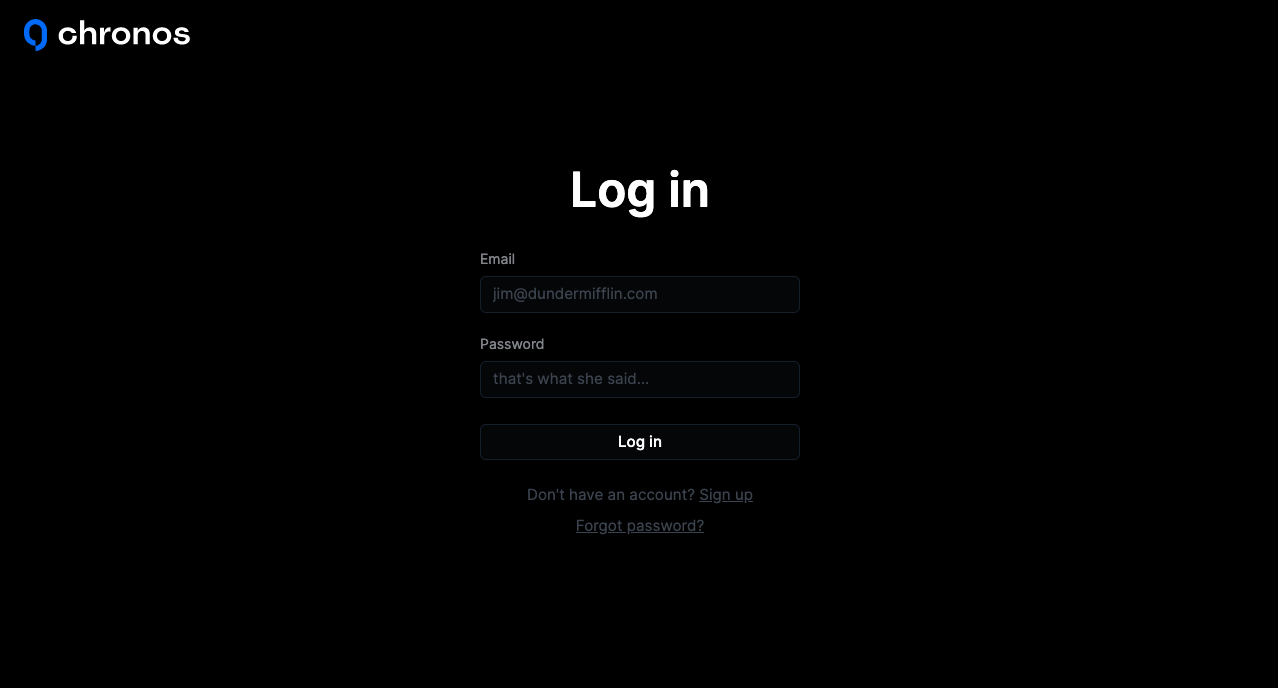 chronos
Log in
Email
jim@dundermifflin.com
Password
that's what she said...
Log in
Don't have an account? Sign up
Forgot password?